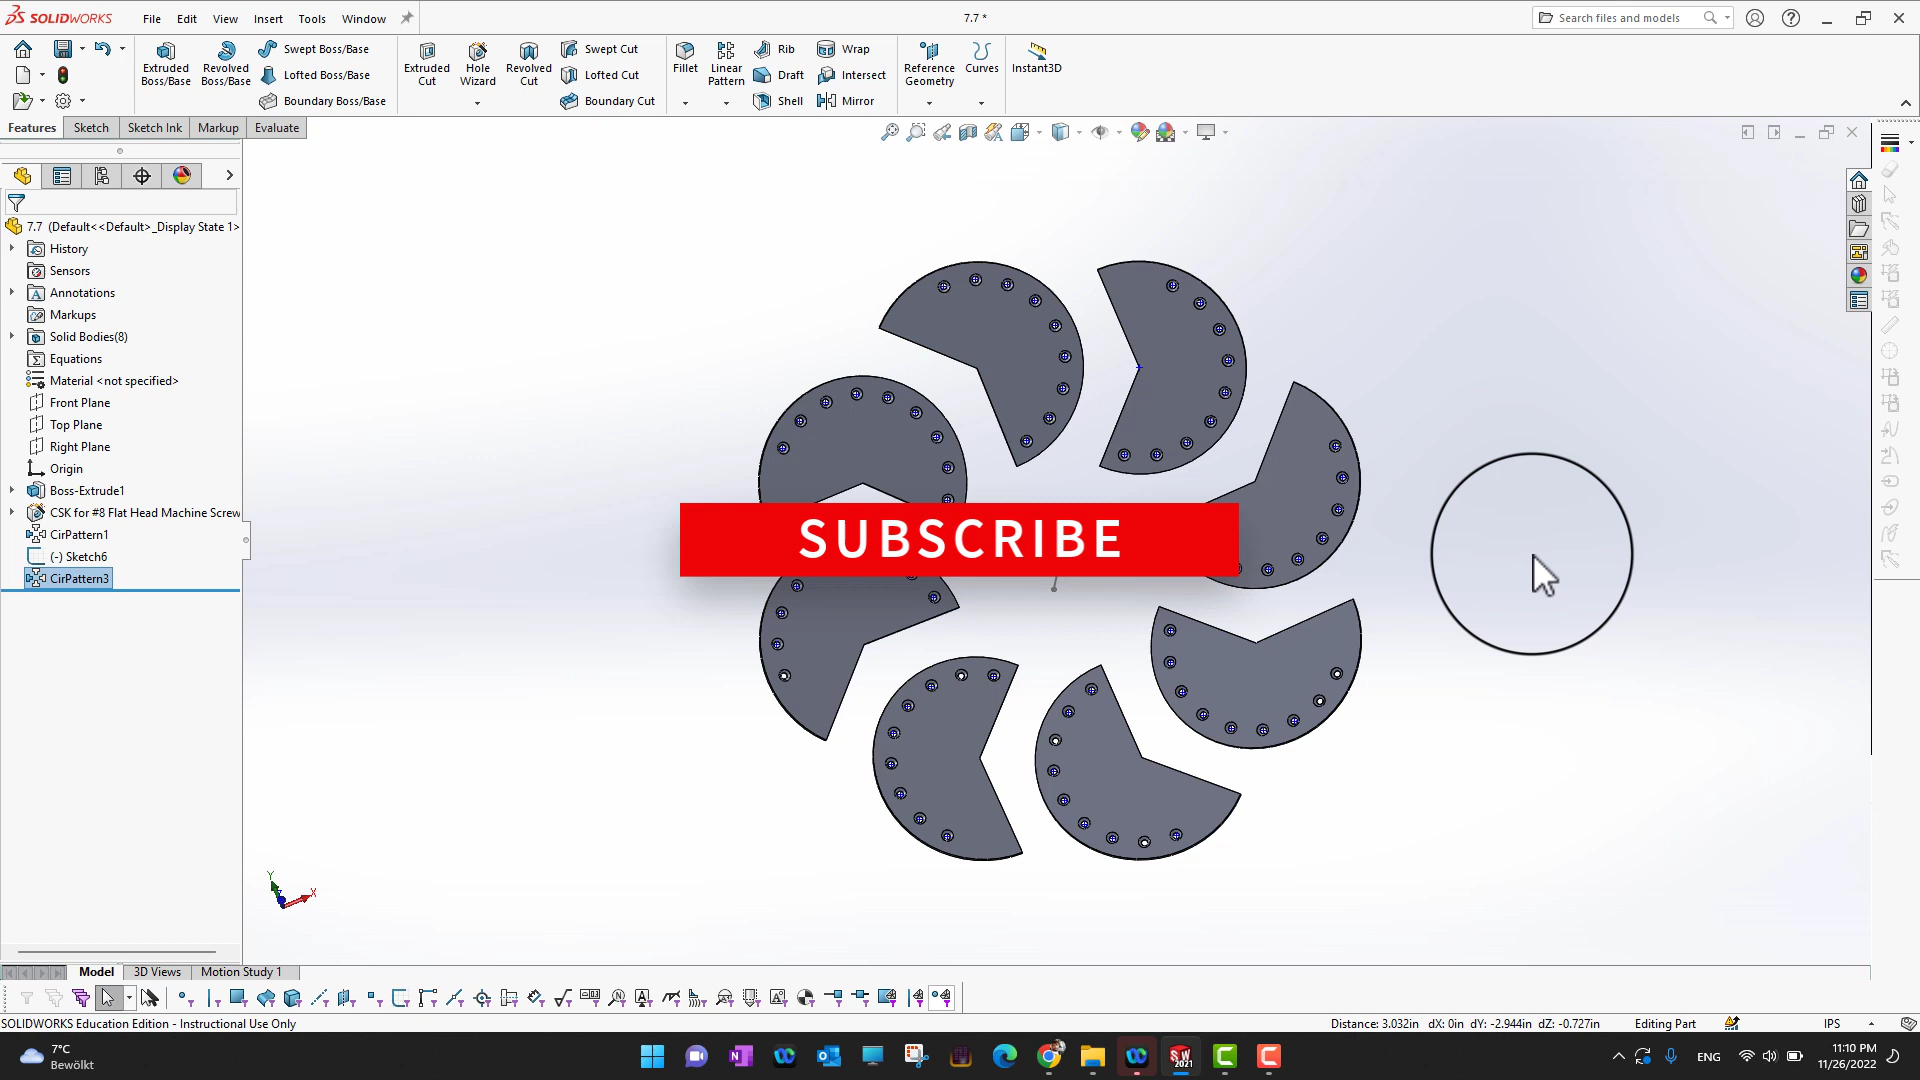 SOLIDWORKS
File Edit View Insert Tools Window
7.7 *
Search files and models
Extruded Boss/Base
Revolved Boss/Base
Swept Boss/Base
Lofted Boss/Base
Boundary Boss/Base
Extruded Cut
Hole Wizard
Revolved Cut
Swept Cut
Lofted Cut
Boundary Cut
Fillet
Linear Pattern
Rib
Draft
Shell
Wrap
Intersect
Mirror
Reference Geometry
Curves
Instant3D
Features Sketch Sketch Ink Markup Evaluate
7.7 (Default<<Default>_Display State 1>
History
Sensors
Annotations
Markups
Solid Bodies(8)
Equations
Material <not specified>
Front Plane
Top Plane
Right Plane
Origin
Boss-Extrude1
CSK for #8 Flat Head Machine Screw
CirPattern1
(-) Sketch6
CirPattern3
SUBSCRIBE
Y
X
Model 3D Views Motion Study 1
SOLIDWORKS Education Edition - Instructional Use Only
Distance: 3.032in dX: 0in dY: -2.944in dZ: -0.727in
Editing Part
IPS
7°C
Bewölkt
SW
2021
ENG
11:10 PM
11/26/2022